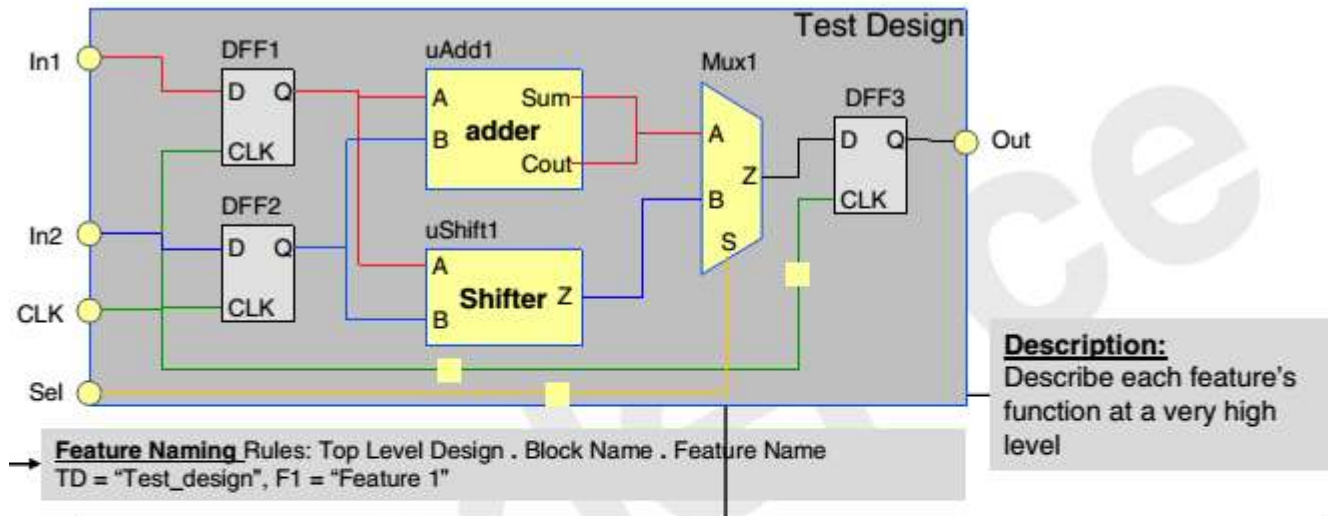 Test Design
In1
DFF1
D Q
CLK
uAdd1
A Sum
adder
B
Cout
Mux1
A
B
Z
S
DFF3
D Q
CLK
Out
In2
DFF2
D Q
CLK
uShift1
A
Shifter Z
B
CLK
Sel
Description:
Describe each feature's
function at a very high
level
Feature Naming Rules: Top Level Design . Block Name . Feature Name
TD = “Test_design”, F1 = “Feature 1”